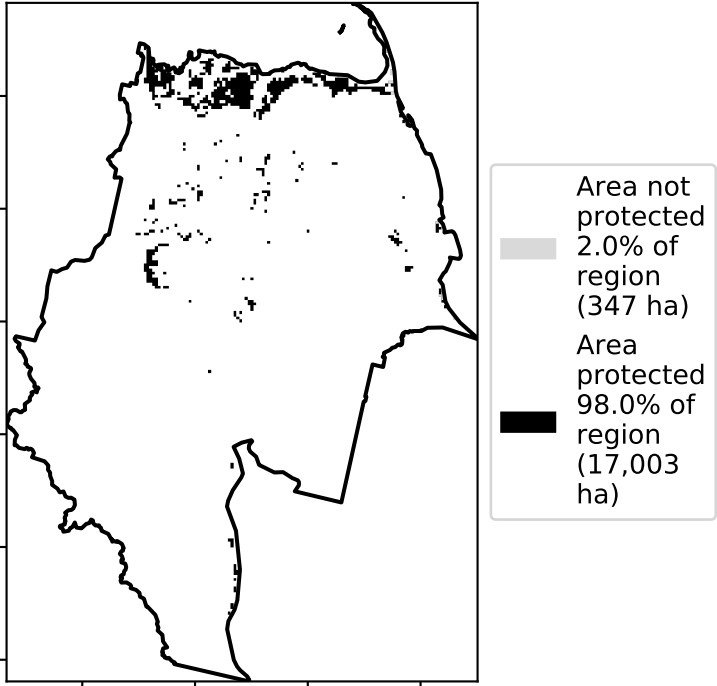 Area not
protected
2.0% of
region
(347 ha)
Area
protected
98.0% of
region
(17,003
ha)